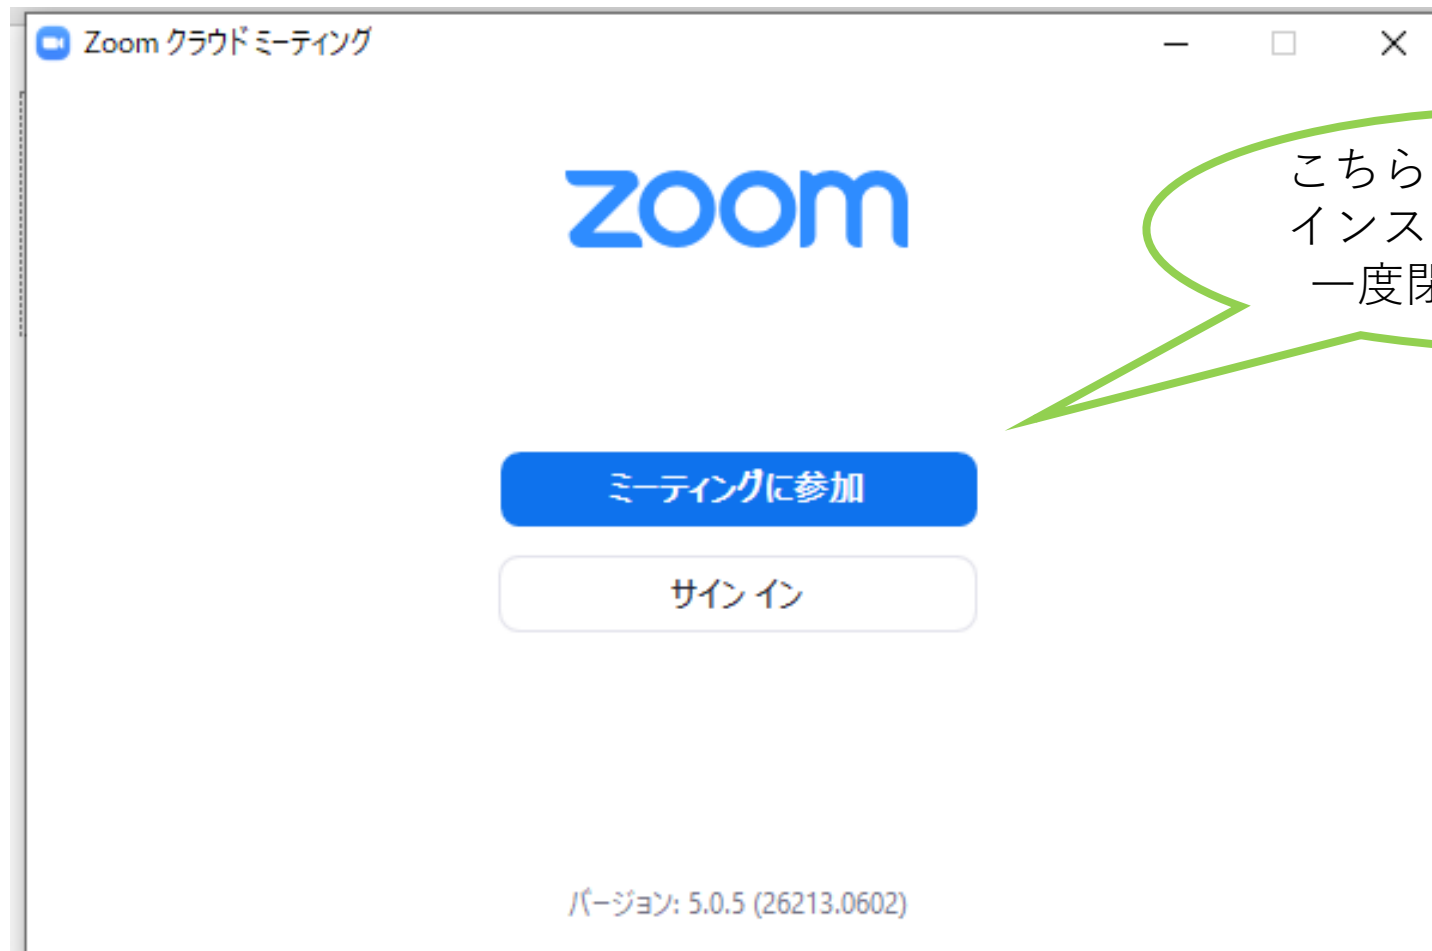 Zoom クラウド ミーティング
zoom
こちら
インス
一度閉
ミーティングに参加
サイン イン
バージョン: 5.0.5 (26213.0602)